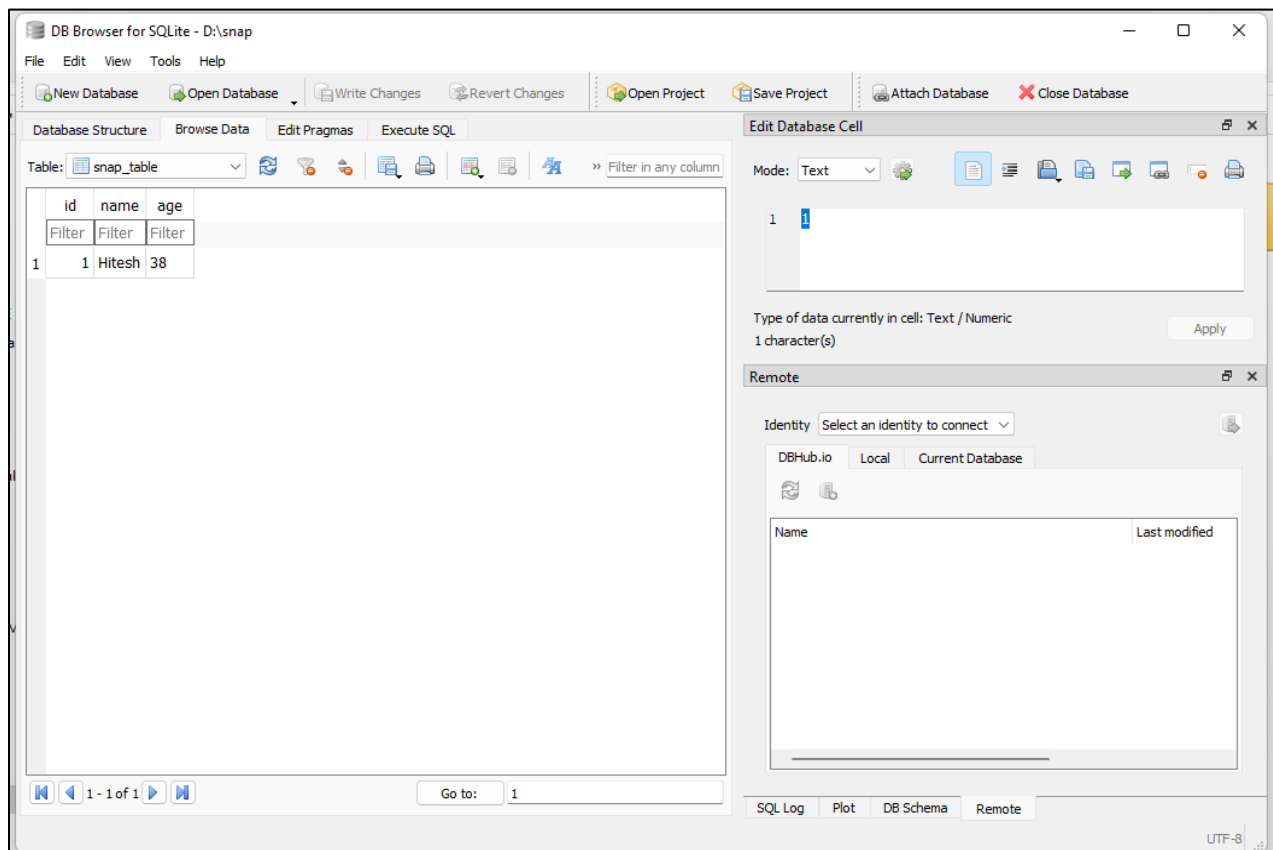 DB Browser for SQLite - D:\snap
File Edit View Tools Help
New Database Open Database Write Changes Revert Changes Open Project Save Project Attach Database Close Database
Database Structure Browse Data Edit Pragmas Execute SQL
Table: snap_table » Filter in any column
id name age
Filter Filter Filter
1 1 Hitesh 38
1 - 1 of 1 Go to: 1
Edit Database Cell
Mode: Text
1 1
Type of data currently in cell: Text / Numeric
1 character(s)
Apply
Remote
Identity Select an identity to connect
DBHub.io Local Current Database
Name Last modified
SQL Log Plot DB Schema Remote
UTF-8